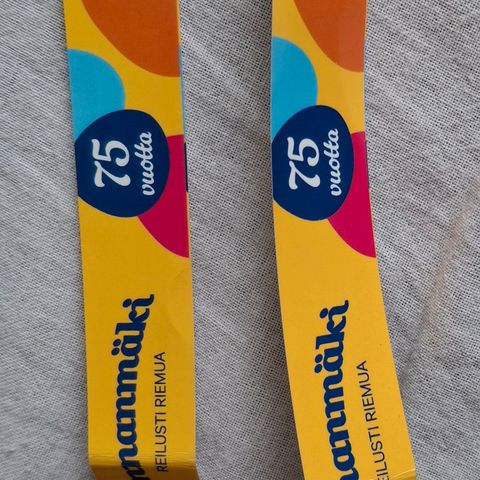 75
vuotta
nanmäki
REILUSTI RIEMUA
75
vuotta
nanmäki
EILUSTI RIEMUA